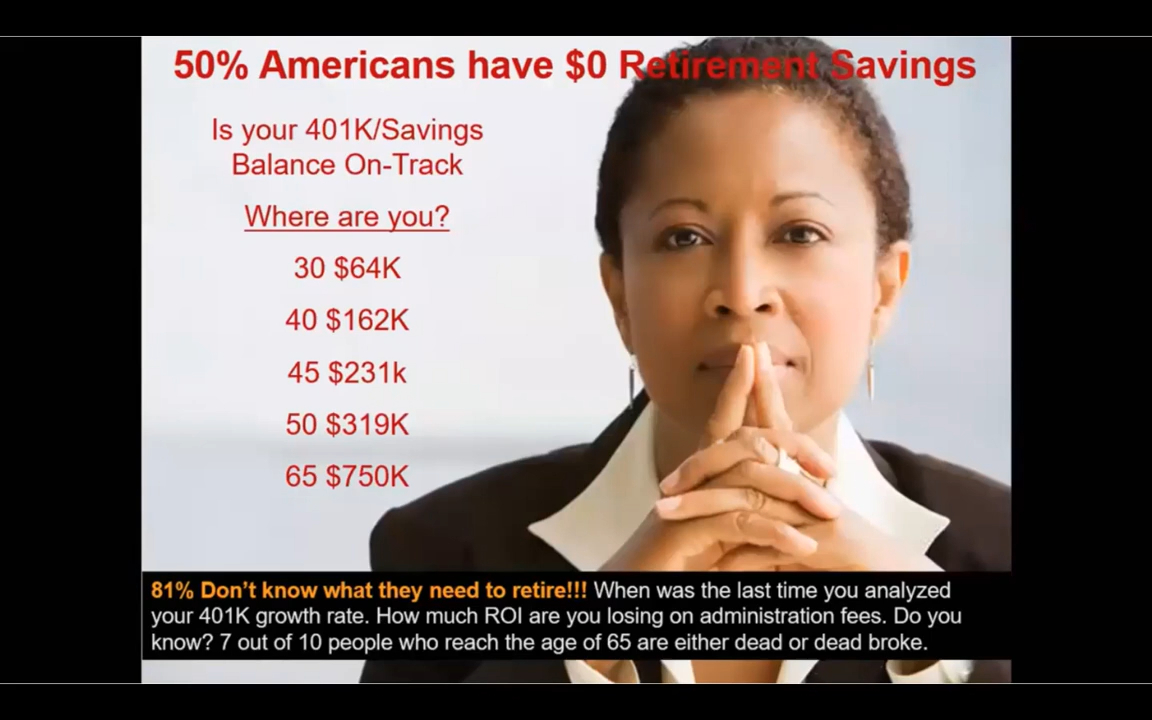 50% Americans have $0 Retirement Savings
Is your 401K/Savings
Balance On-Track
Where are you?
30 $64K
40 $162K
45 $231k
50 $319K
65 $750K
81% Don't know what they need to retire!!! When was the last time you analyzed
your 401K growth rate. How much ROI are you losing on administration fees. Do you
know? 7 out of 10 people who reach the age of 65 are either dead or dead broke.